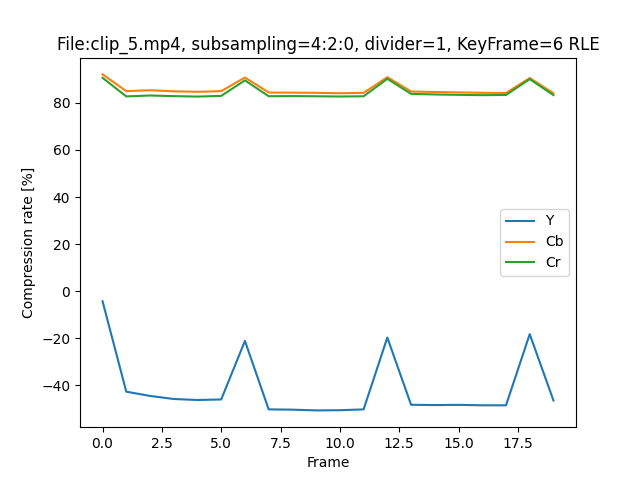 File:clip_5.mp4, subsampling=4:2:0, divider=1, KeyFrame=6 RLE
Compression rate [%]
80
60
40
20
0
−20
−40
Y
Cb
Cr
0.0 2.5 5.0 7.5 10.0 12.5 15.0 17.5
Frame